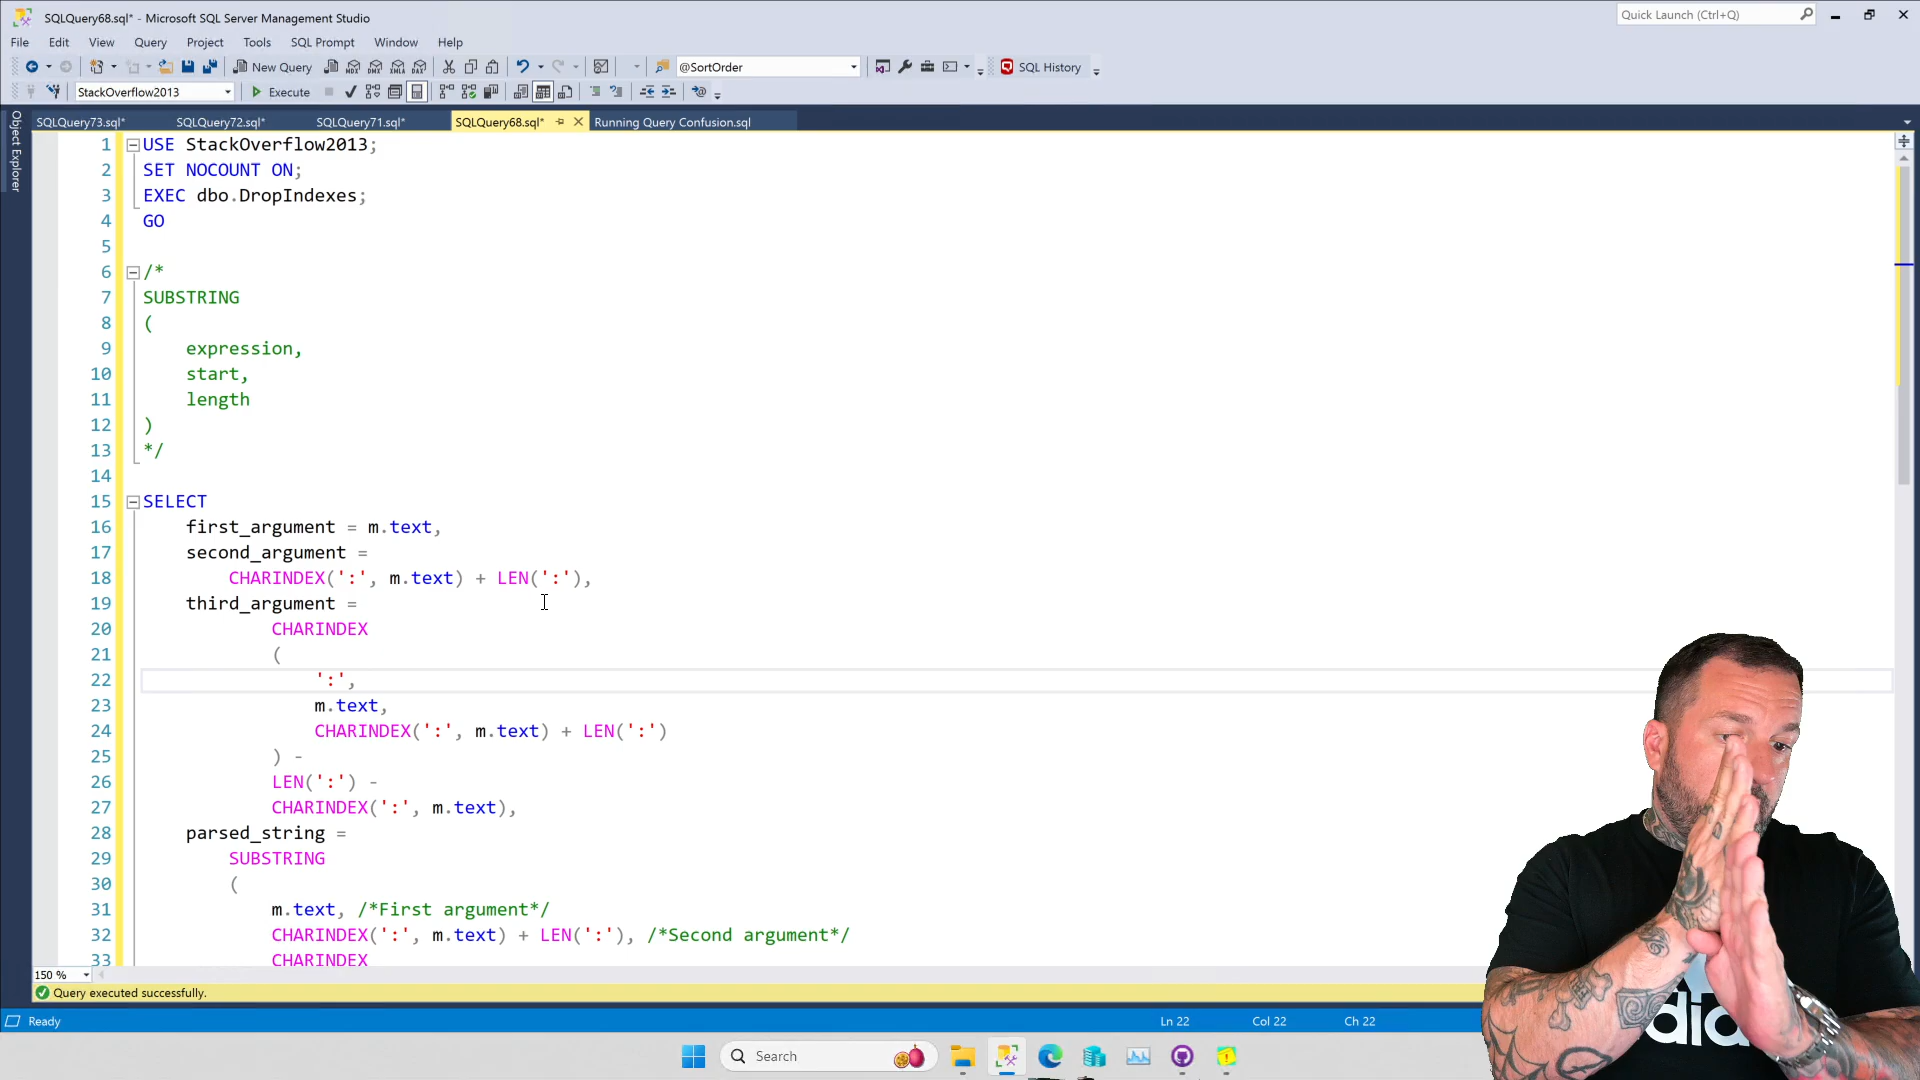 SQLQuery68.sql* - Microsoft SQL Server Management Studio
Quick Launch (Ctrl+Q)
File Edit View Query Project Tools SQL Prompt Window Help
New Query
MDX DMX XMLA DAX
@SortOrder
SQL History
StackOverflow2013
Execute
SQLQuery73.sql* SQLQuery72.sql* SQLQuery71.sql* SQLQuery68.sql* Running Query Confusion.sql
Object Explorer
1 USE StackOverflow2013;
2 SET NOCOUNT ON;
3 EXEC dbo.DropIndexes;
4 GO
5
6 /*
7 SUBSTRING
8 (
9 expression,
10 start,
11 length
12 )
13 */
14
15 SELECT
16 first_argument = m.text,
17 second_argument =
18 CHARINDEX(':', m.text) + LEN(':'),
19 third_argument =
20 CHARINDEX
21 (
22 ':',
23 m.text,
24 CHARINDEX(':', m.text) + LEN(':')
25 ) -
26 LEN(':') -
27 CHARINDEX(':', m.text),
28 parsed_string =
29 SUBSTRING
30 (
31 m.text, /*First argument*/
32 CHARINDEX(':', m.text) + LEN(':'), /*Second argument*/
33 CHARINDEX
150 %
Query executed successfully.
Ready
Ln 22 Col 22 Ch 22
Search